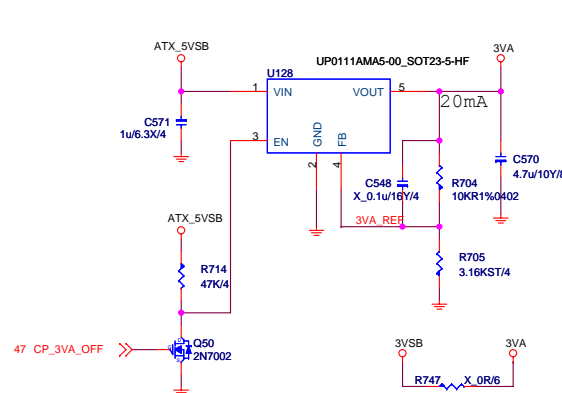 ATX_5VSB
3VA
UP0111AMA5-00_SOT23-5-HF
U128
1
VIN
VOUT
5
20mA
C571
1u/6.3X/4
3
EN
GND
FB
2
4
C548
X_0.1u/16Y/4
R704
10KR1%0402
C570
4.7u/10Y/8
3VA_REF
ATX_5VSB
R705
3.16KST/4
R714
47K/4
Q50
2N7002
47 CP_3VA_OFF
3VSB
3VA
R747
X_0R/6